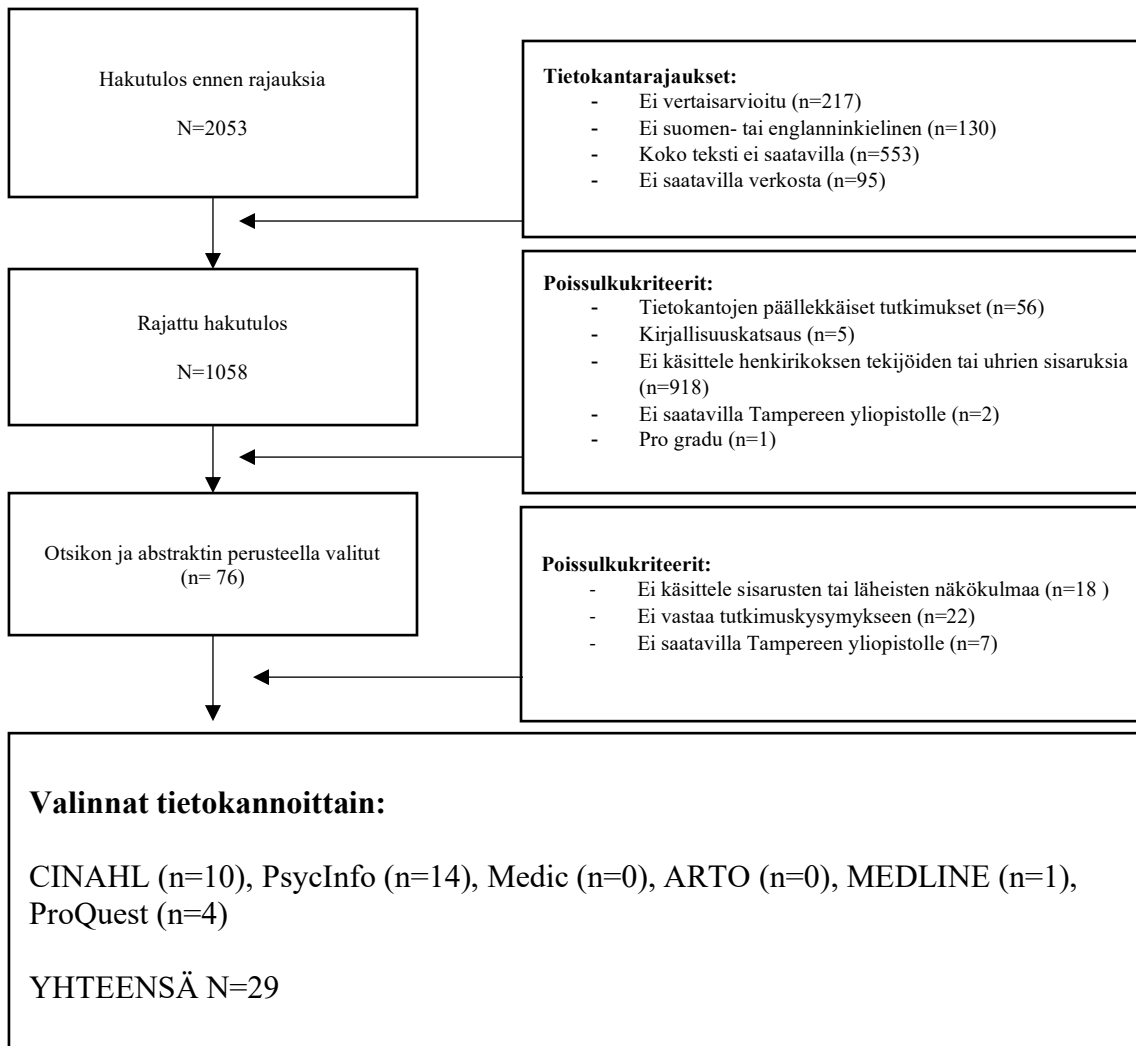 Hakutulos ennen rajauksia
N=2053
Tietokantarajaukset:
- Ei vertaisarvioitu (n=217)
- Ei suomen- tai englanninkielinen (n=130)
- Koko teksti ei saatavilla (n=553)
- Ei saatavilla verkosta (n=95)
Rajattu hakutulos
N=1058
Poissulkukriteerit:
- Tietokantojen päällekkäiset tutkimukset (n=56)
- Kirjallisuuskatsaus (n=5)
- Ei käsittele henkirikoksen tekijöiden tai uhrien sisaruksia
(n=918)
- Ei saatavilla Tampereen yliopistolle (n=2)
- Pro gradu (n=1)
Otsikon ja abstraktin perusteella valitut
(n= 76)
Poissulkukriteerit:
- Ei käsittele sisarusten tai läheisten näkökulmaa (n=18 )
- Ei vastaa tutkimuskysymykseen (n=22)
- Ei saatavilla Tampereen yliopistolle (n=7)
Valinnat tietokannoittain:
CINAHL (n=10), PsycInfo (n=14), Medic (n=0), ARTO (n=0), MEDLINE (n=1),
ProQuest (n=4)
YHTEENSÄ N=29